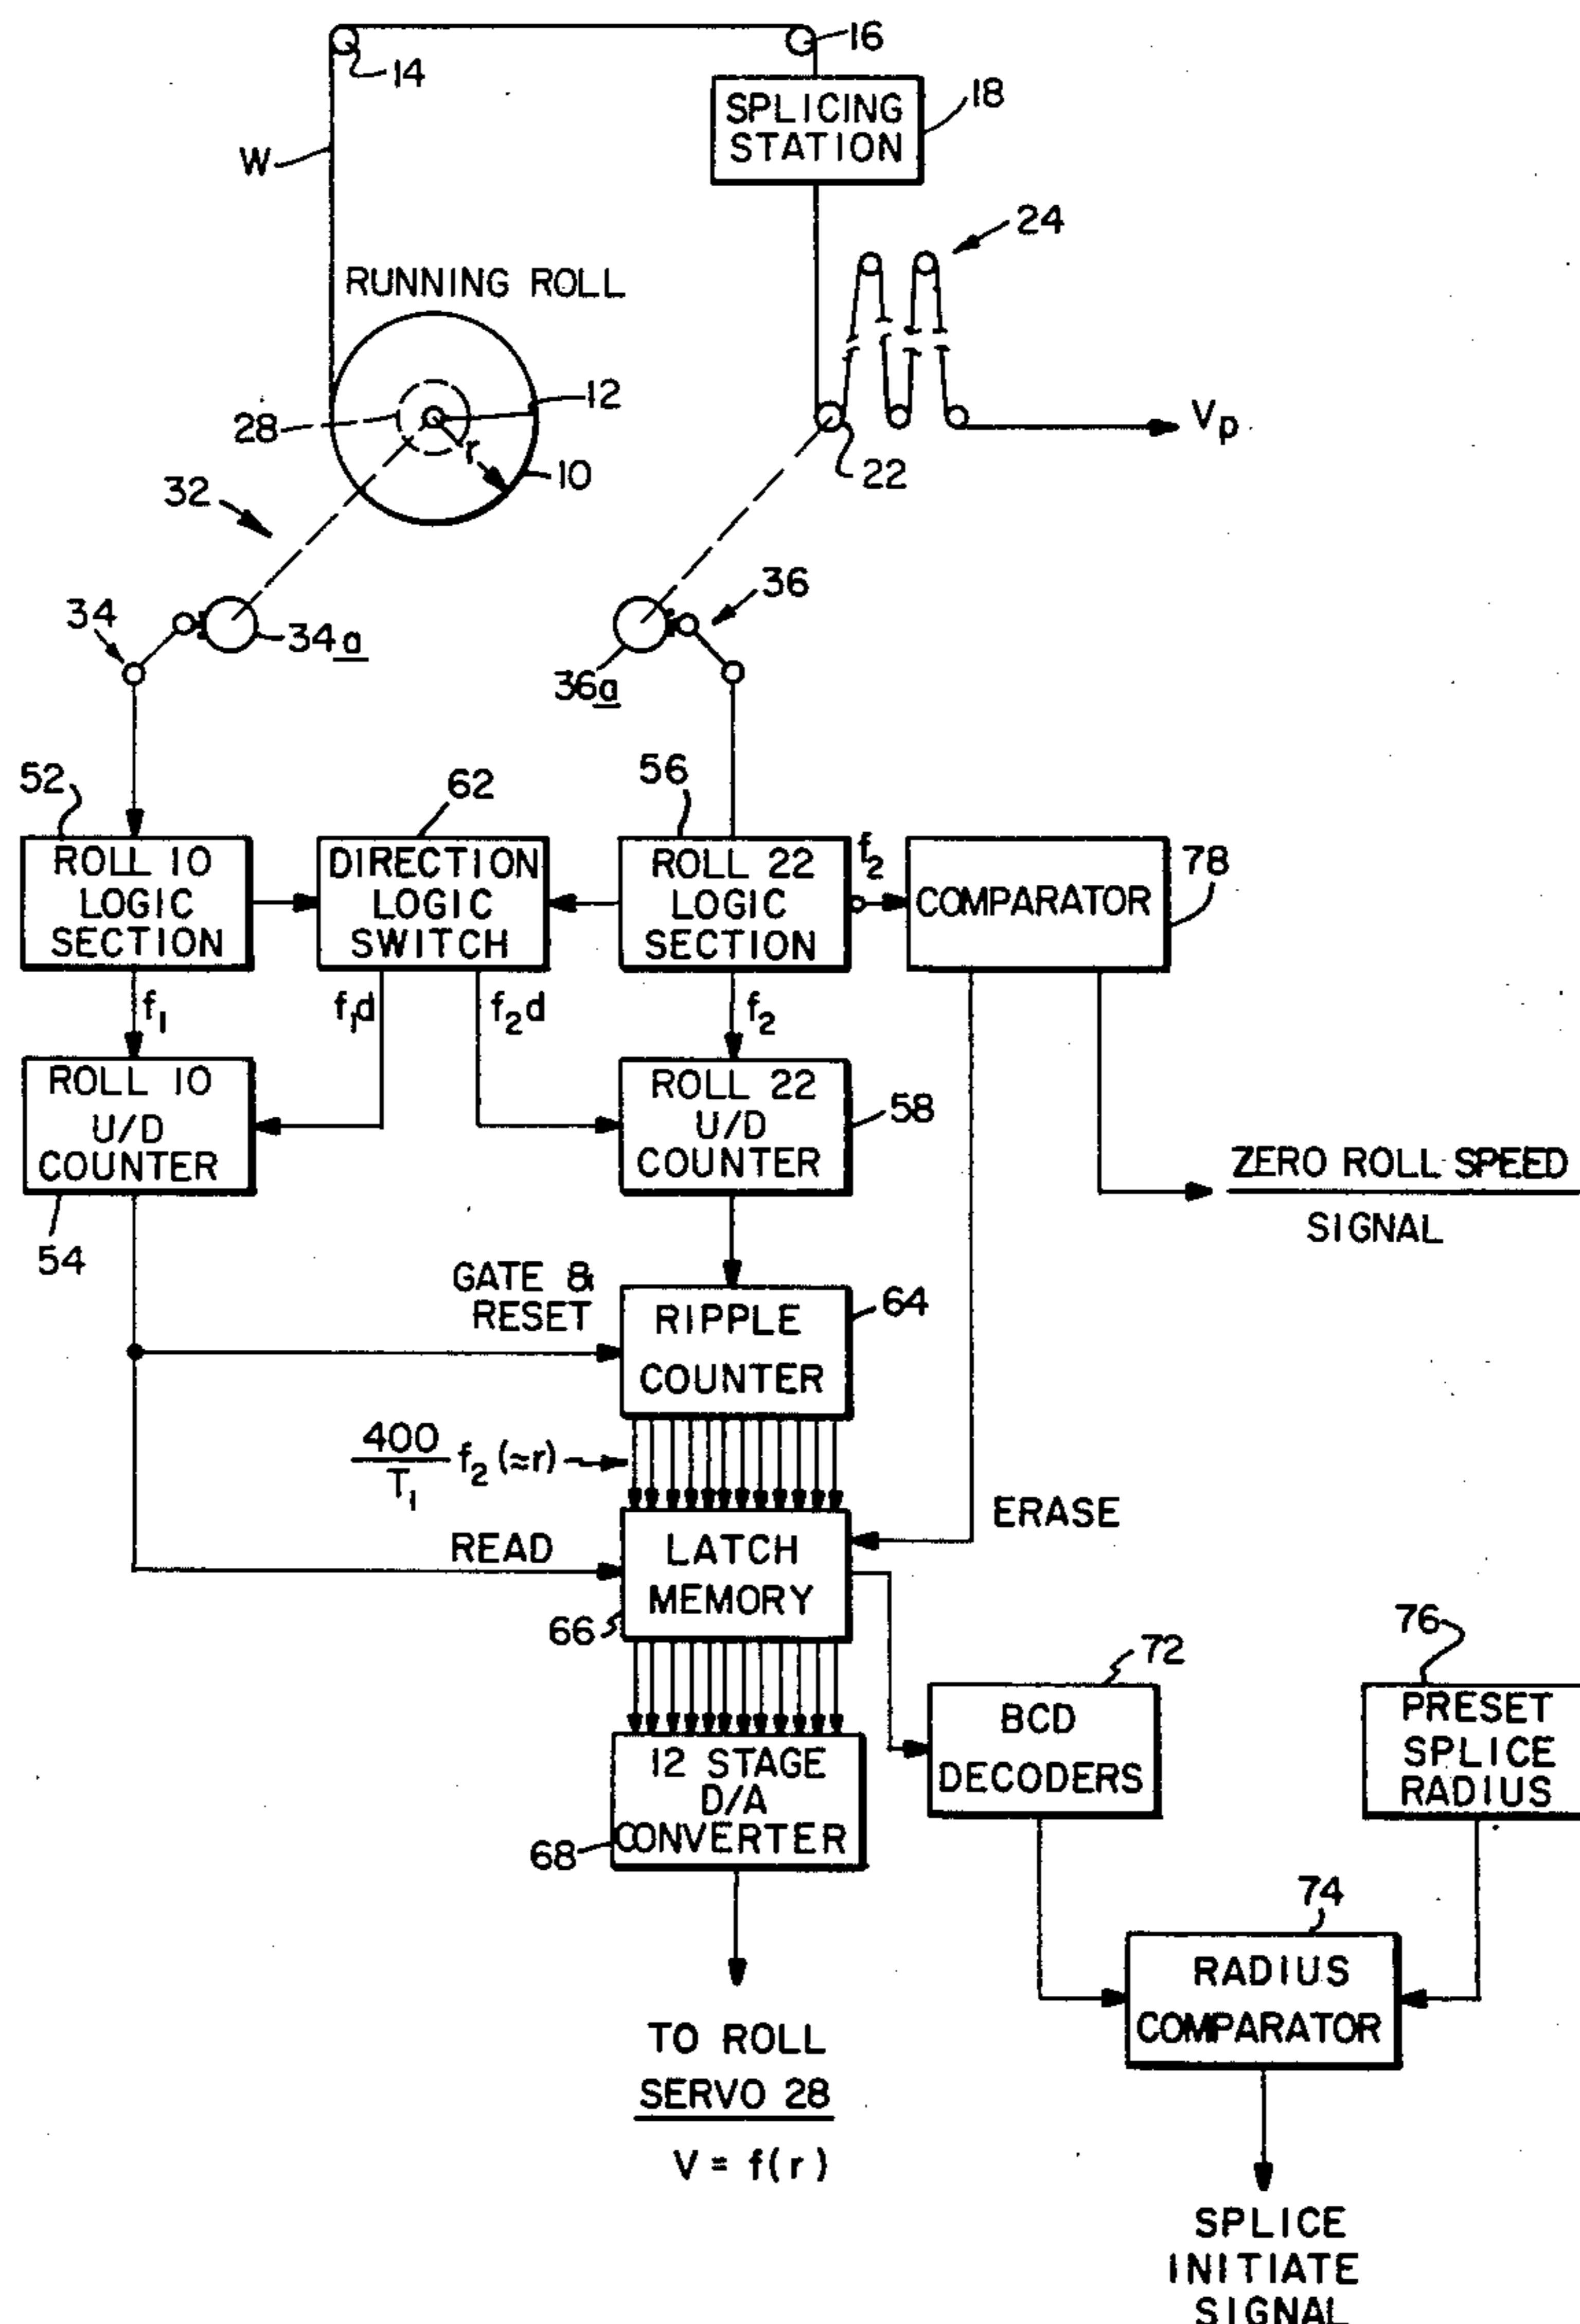 14
16
SPLICING
STATION
18
W
24
RUNNING ROLL
12
28
r
10
Vp
22
32
34
34a
36
36a
52
62
56
ROLL 10
LOGIC
SECTION
DIRECTION
LOGIC
SWITCH
ROLL 22
LOGIC
SECTION
f2
COMPARATOR
78
f1
f1d
f2d
f2
ROLL 10
U/D
COUNTER
ROLL 22
U/D
COUNTER
58
54
ZERO ROLL SPEED
SIGNAL
GATE &
RESET
RIPPLE
COUNTER
64
400
T1
f2 (≈r)
ERASE
READ
LATCH
MEMORY
66
72
76
BCD
DECODERS
PRESET
SPLICE
RADIUS
12 STAGE
D/A
CONVERTER
68
74
RADIUS
COMPARATOR
TO ROLL
SERVO 28
V = f(r)
SPLICE
INITIATE
SIGNAL